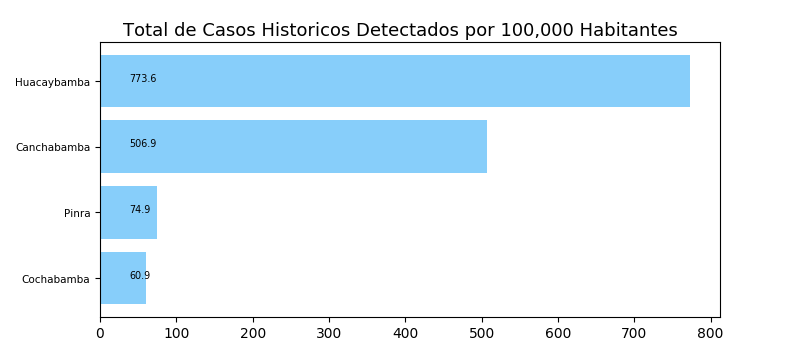 Total de Casos Historicos Detectados por 100,000 Habitantes
Huacaybamba 773.6
Canchabamba 506.9
Pinra 74.9
Cochabamba 60.9
0 100 200 300 400 500 600 700 800